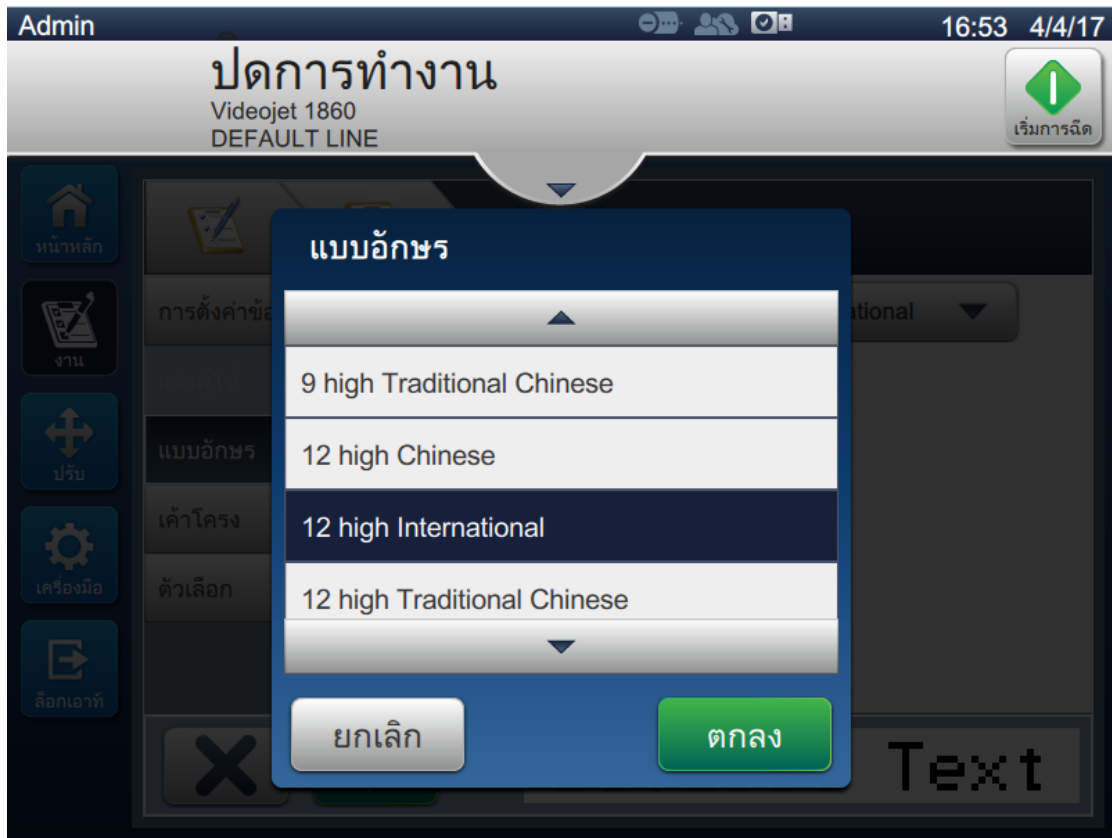 Admin
16:53 4/4/17
ปดการทำงาน
Videojet 1860
DEFAULT LINE
เริ่มการฉีด
หน้าหลัก
งาน
ปรับ
เครื่องมือ
ล็อกเอาท์
การตั้งค่าข้อ
ational
แบบอักษร
เค้าโครง
ตัวเลือก
แบบอักษร
9 high Traditional Chinese
12 high Chinese
12 high International
12 high Traditional Chinese
ยกเลิก
ตกลง
Text